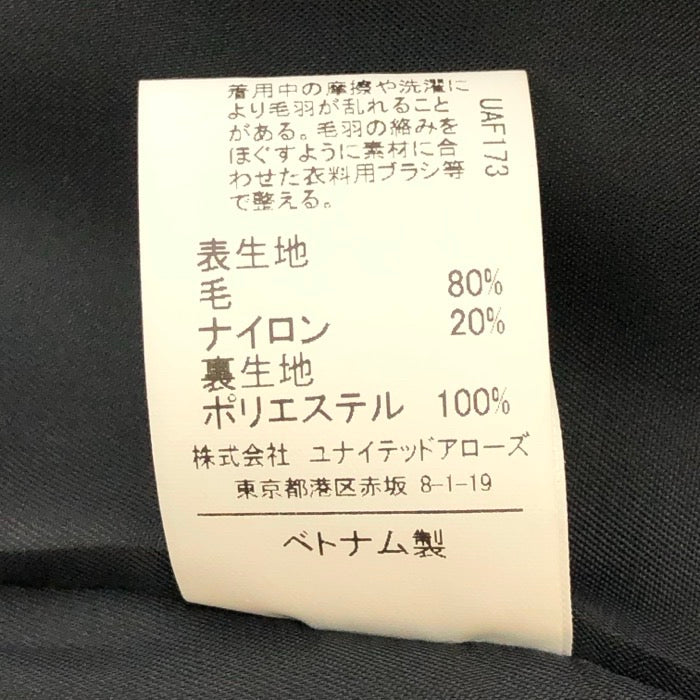 着用中の摩擦や洗濯に
より毛羽が乱れること
がある。毛羽の絡みを
ほぐすように素材に合
わせた衣料用ブラシ等
で整える。
UAF173
表生地
毛 80%
ナイロン 20%
裏生地
ポリエステル 100%
株式会社 ユナイテッドアローズ
東京都港区赤坂 8-1-19
ベトナム製